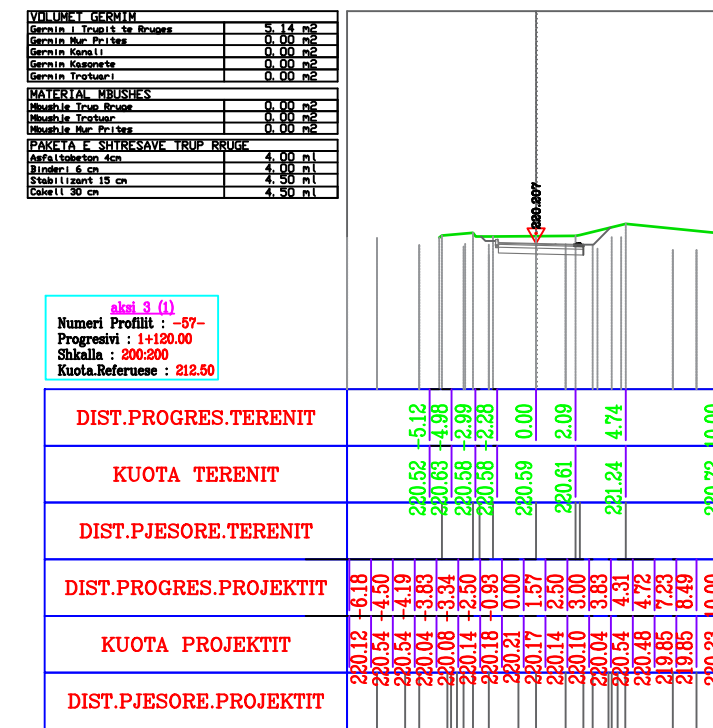 VOLUMET GERMIM
Germim i Trupit te Rruges 5.14 m2
Germim Mur Prites 0.00 m2
Germim Kanali 0.00 m2
Germim Kasonete 0.00 m2
Germim Trotuari 0.00 m2
MATERIAL MBUSHES
Mbushje Trup Rruge 0.00 m2
Mbushje Trotuar 0.00 m2
Mbushje Mur Prites 0.00 m2
PAKETA E SHTRESAVE TRUP RRUGE
Asfaltobeton 4cm 4.00 ml
Binderi 6 cm 4.00 ml
Stabilizant 15 cm 4.50 ml
Cakell 30 cm 4.50 ml
220.207
aksi 3 (1)
Numeri Profilit : -57-
Progresivi : 1+120.00
Shkalla : 200:200
Kuota.Referuese : 212.50
DIST.PROGRES.TERENIT -5.12 -4.98 -2.99 -2.28 0.00 2.09 4.74
KUOTA TERENIT 220.52 220.63 220.58 220.58 220.59 220.61 221.24
DIST.PJESORE.TERENIT
DIST.PROGRES.PROJEKTIT -6.18 -4.50 -4.19 -3.83 -3.34 -2.50 -0.93 0.00 1.57 2.50 3.00 3.83 4.31 4.72 7.23 8.49
KUOTA PROJEKTIT 220.12 220.54 220.54 220.04 220.08 220.14 220.18 220.21 220.17 220.14 220.10 220.04 220.54 220.48 219.85 219.85
DIST.PJESORE.PROJEKTIT